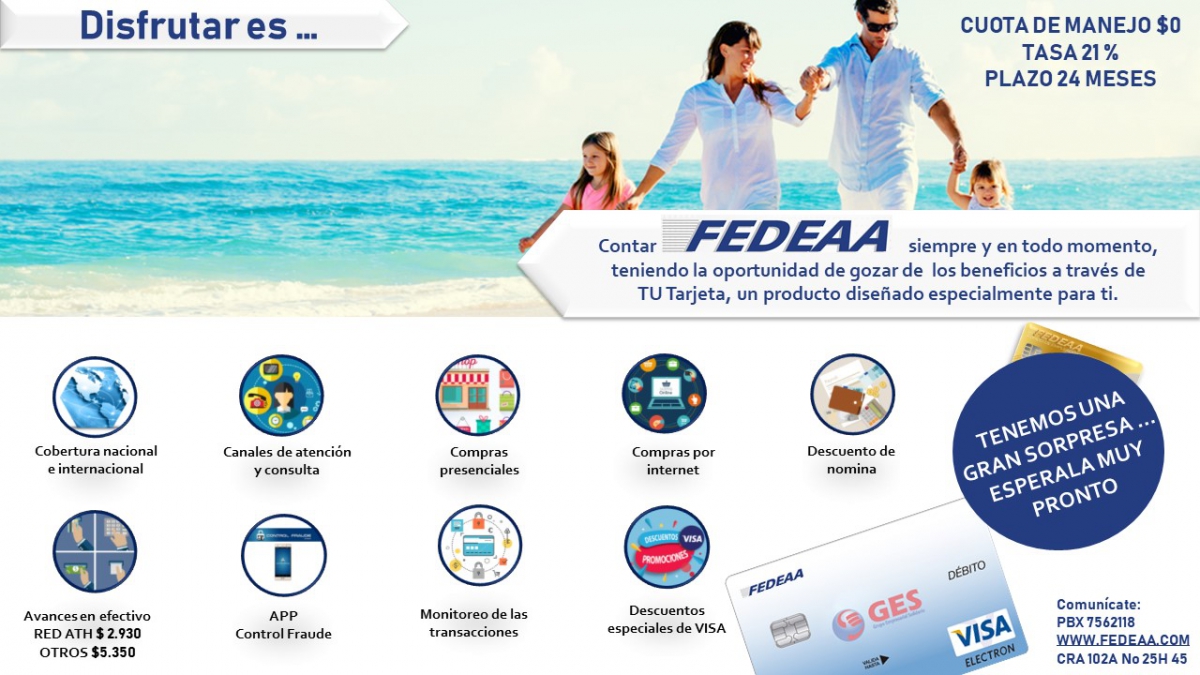 Disfrutar es ...
CUOTA DE MANEJO $0
TASA 21 %
PLAZO 24 MESES
Contar FEDEAA siempre y en todo momento,
teniendo la oportunidad de gozar de los beneficios a través de
TU Tarjeta, un producto diseñado especialmente para ti.
Cobertura nacional
e internacional
Canales de atención
y consulta
Compras
presenciales
Compras por
internet
Descuento de
nomina
FEDEAA
TENEMOS UNA
GRAN SORPRESA ...
ESPERALA MUY
PRONTO
CONTROL FRAUDE
DESCUENTOS
VISA
PROMOCIONES
Avances en efectivo
RED ATH $ 2.930
OTROS $5.350
APP
Control Fraude
Monitoreo de las
transacciones
Descuentos
especiales de VISA
FEDEAA
DÉBITO
GES
VÁLIDA
HASTA
VISA
ELECTRON
Comunícate:
PBX 7562118
WWW.FEDEAA.COM
CRA 102A No 25H 45